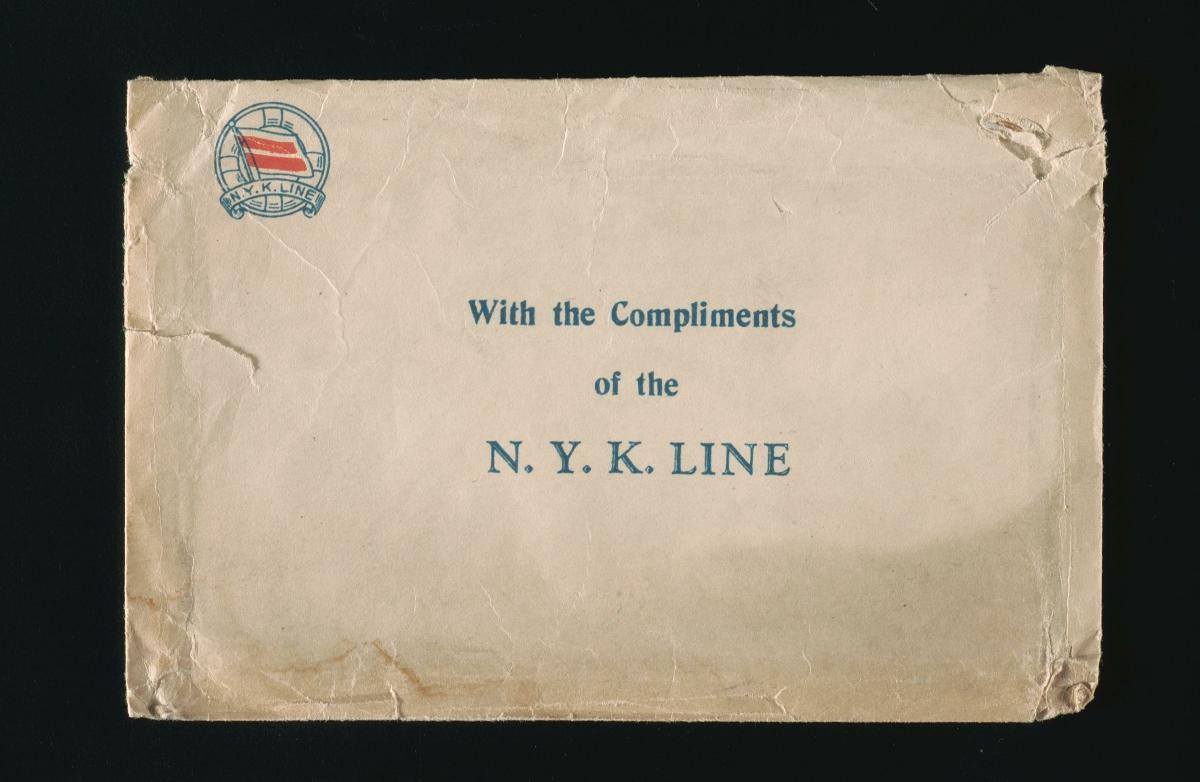 N.Y.K.LINE
With the Compliments
of the
N. Y. K. LINE